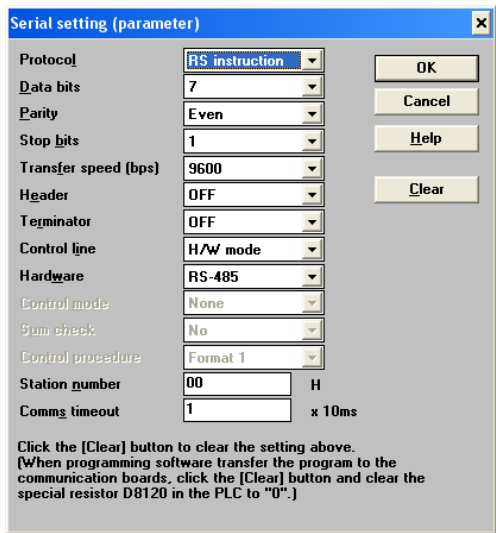 Serial setting (parameter)
Protocol RS instruction OK
Data bits 7 Cancel
Parity Even Help
Stop bits 1
Transfer speed (bps) 9600 Clear
Header OFF
Terminator OFF
Control line H/W mode
Hardware RS-485
Control mode None
Sum check No
Control procedure Format 1
Station number 00 H
Comms timeout 1 x 10ms
Click the [Clear] button to clear the setting above.
(When programming software transfer the program to the
communication boards, click the [Clear] button and clear the
special resistor D8120 in the PLC to "0".)